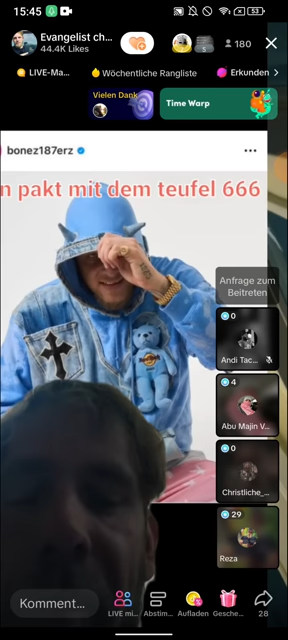 15:45
53
Evangelist ch...
44.4K Likes
5
180
LIVE-Ma...
Wöchentliche Rangliste
Erkunden
Vielen Dank
Time Warp
bonez187erz
n pakt mit dem teufel 666
Anfrage zum
Beitreten
0
Andi Tac...
4
Abu Majin V...
0
Christliche_...
29
Reza
Komment...
LIVE mi...
Abstim...
Aufladen
Gesche...
28